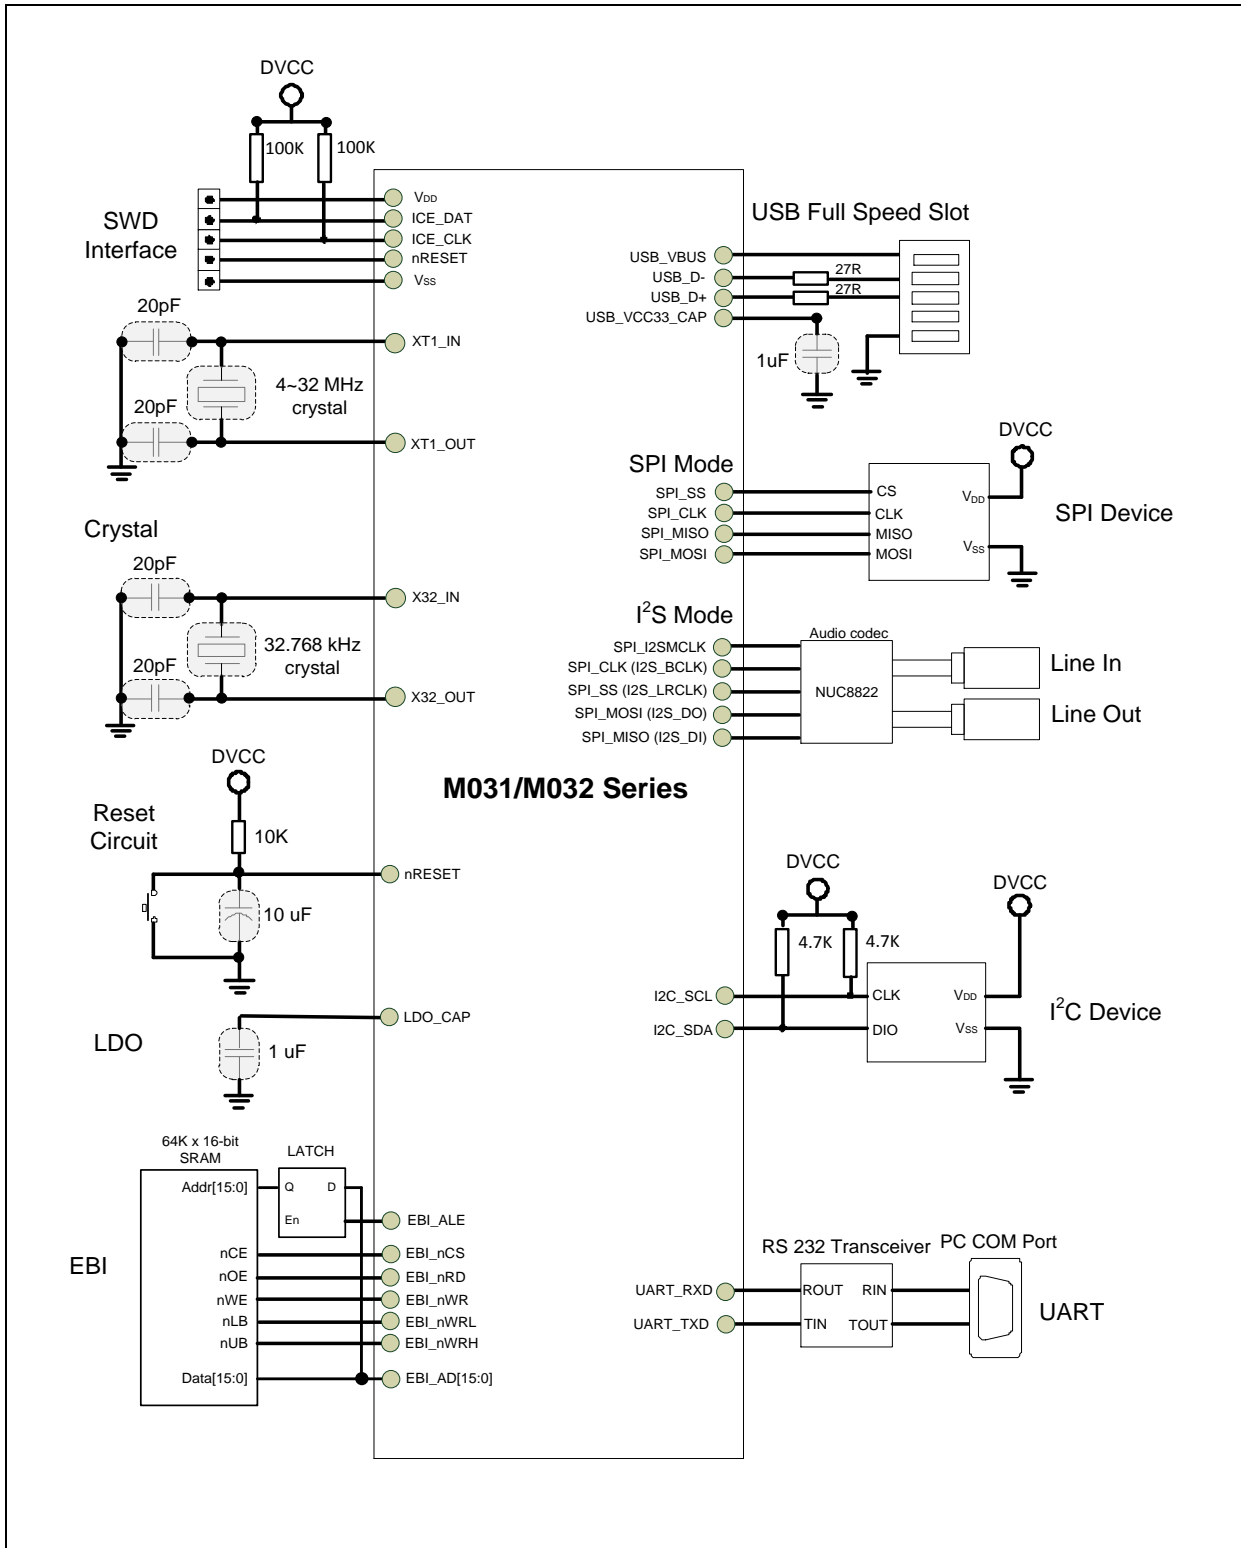 DVCC
100K
100K
SWD
Interface
VDD
ICE_DAT
ICE_CLK
nRESET
VSS
20pF
XT1_IN
4~32 MHz
crystal
20pF
XT1_OUT
Crystal
20pF
X32_IN
32.768 kHz
crystal
20pF
X32_OUT
DVCC
Reset
Circuit
10K
nRESET
10 uF
LDO
LDO_CAP
1 uF
64K x 16-bit
SRAM
LATCH
Addr[15:0]
Q
D
En
EBI_ALE
EBI
nCE
EBI_nCS
nOE
EBI_nRD
nWE
EBI_nWR
nLB
EBI_nWRL
nUB
EBI_nWRH
Data[15:0]
EBI_AD[15:0]
M031/M032 Series
USB Full Speed Slot
USB_VBUS
USB_D-
27R
USB_D+
27R
USB_VCC33_CAP
1uF
SPI Mode
DVCC
SPI_SS
CS
SPI_CLK
CLK
SPI_MISO
MISO
SPI_MOSI
MOSI
VDD
VSS
SPI Device
I2S Mode
Audio codec
SPI_I2SMCLK
SPI_CLK (I2S_BCLK)
SPI_SS (I2S_LRCLK)
SPI_MOSI (I2S_DO)
SPI_MISO (I2S_DI)
NUC8822
Line In
Line Out
DVCC
DVCC
4.7K
4.7K
I2C_SCL
CLK
I2C_SDA
DIO
VDD
VSS
I2C Device
RS 232 Transceiver
PC COM Port
UART_RXD
ROUT
RIN
UART_TXD
TIN
TOUT
UART